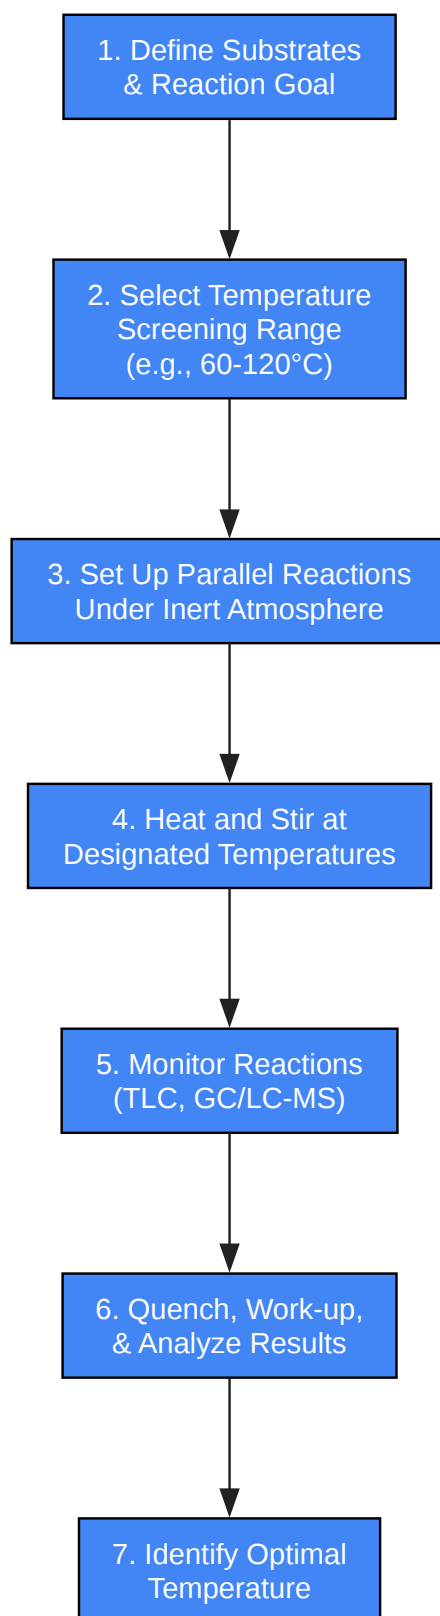 1. Define Substrates
& Reaction Goal
2. Select Temperature
Screening Range
(e.g., 60-120°C)
3. Set Up Parallel Reactions
Under Inert Atmosphere
4. Heat and Stir at
Designated Temperatures
5. Monitor Reactions
(TLC, GC/LC-MS)
6. Quench, Work-up,
& Analyze Results
7. Identify Optimal
Temperature